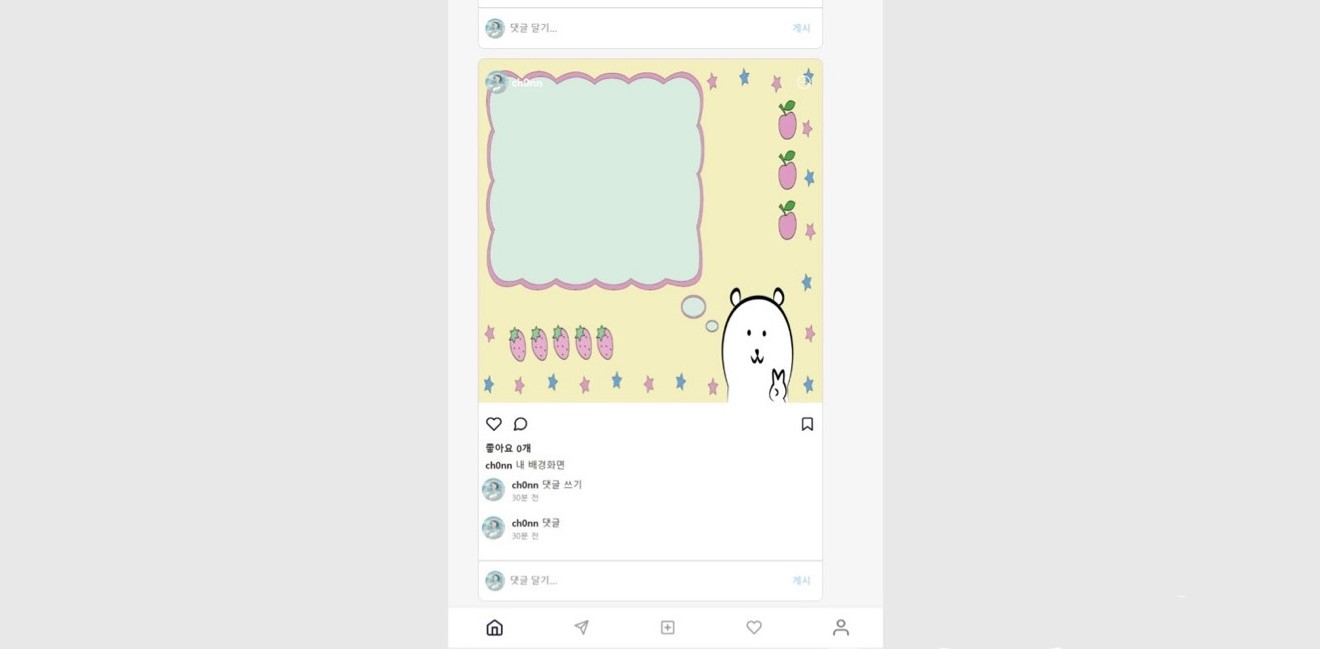 댓글 달기...
게시
ch0nn
좋아요 0개
ch0nn 내 배경화면
ch0nn 댓글 쓰기
30분 전
ch0nn 댓글
30분 전
댓글 달기...
게시